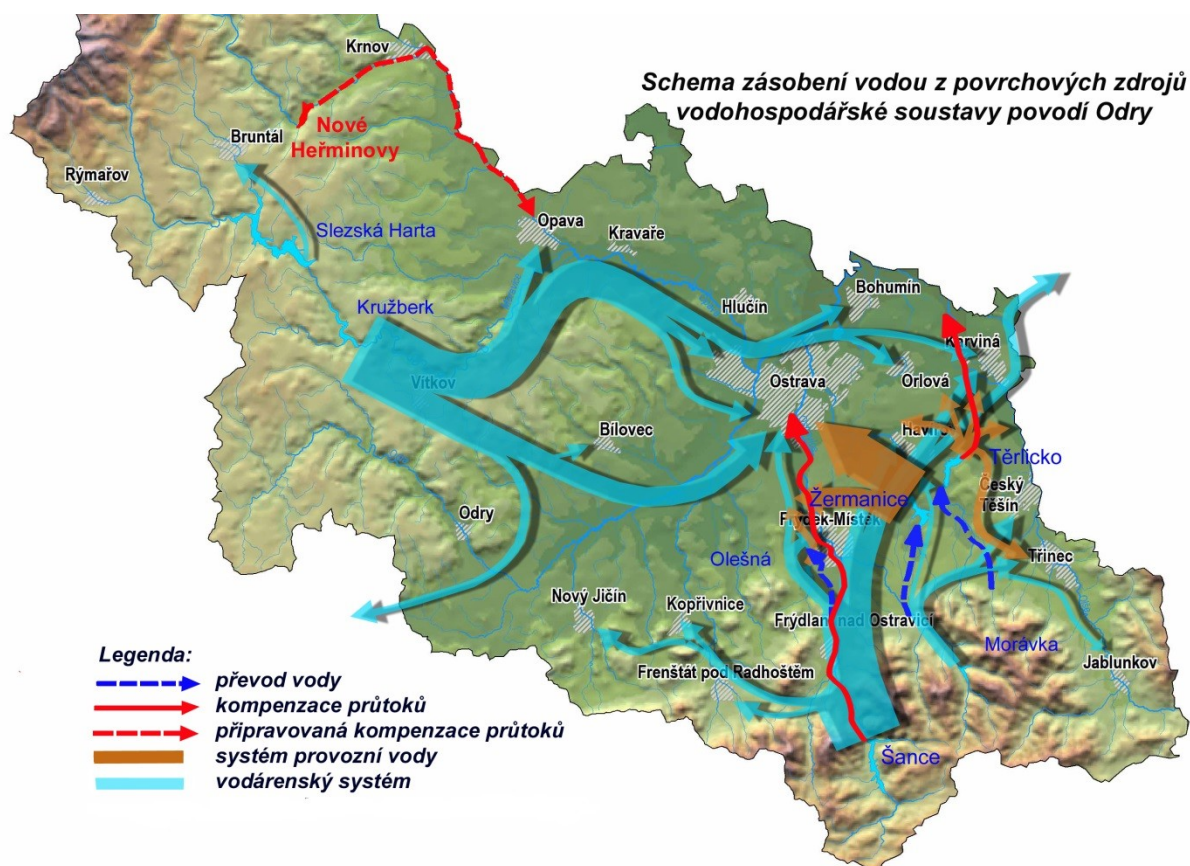 Schema zásobení vodou z povrchových zdrojů
vodohospodářské soustavy povodí Odry
Krnov
Nové
Heřminovy
Bruntál
Rýmařov
Slezská Harta
Opava
Kravaře
Kružberk
Hlučín
Bohumín
Karviná
Vítkov
Ostrava
Orlová
Bílovec
Havířov
Těrlicko
Žermanice
Český
Těšín
Odry
Frýdek-Místek
Olešná
Třinec
Nový Jičín
Kopřivnice
Frýdlant nad Ostravicí
Morávka
Frenštát pod Radhoštěm
Jablunkov
Šance
Legenda:
převod vody
kompenzace průtoků
připravovaná kompenzace průtoků
systém provozní vody
vodárenský systém